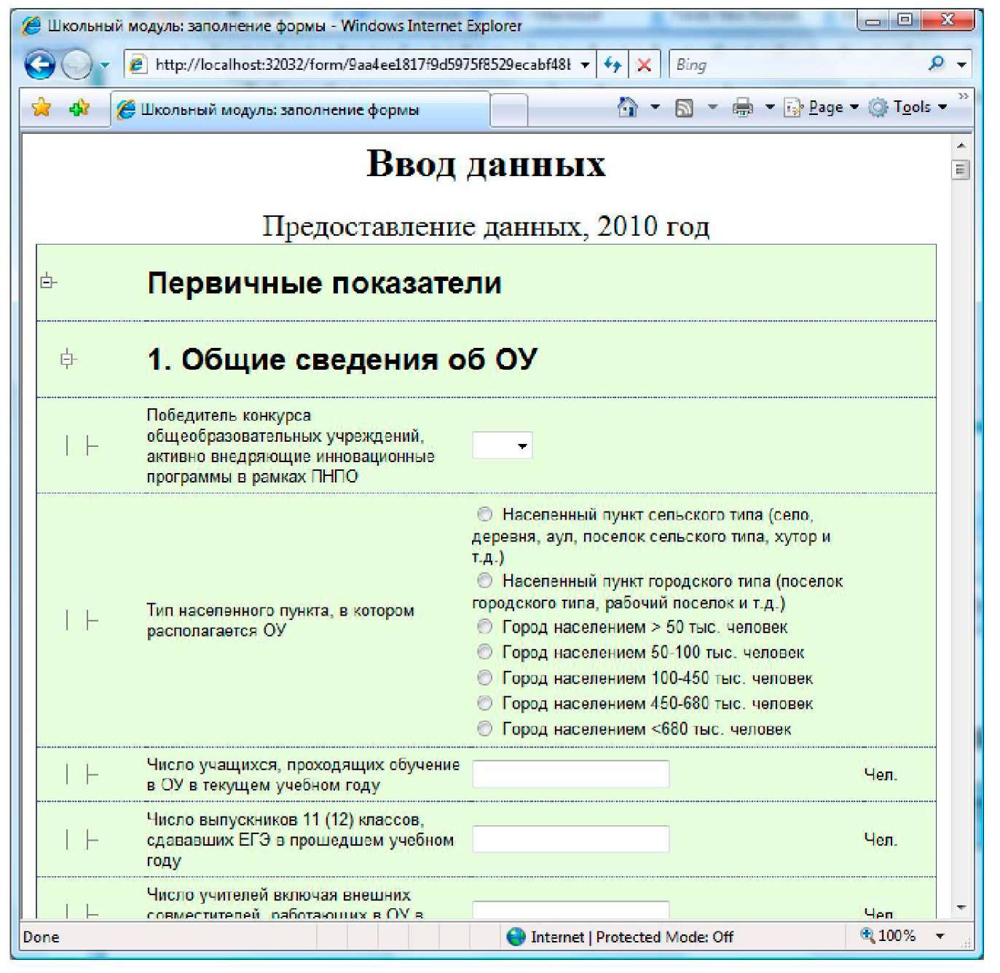 Школьный модуль: заполнение формы - Windows Internet Explorer
http://localhost:32032/form/9aa4ee1817f9d5975f8529ecabf48
Bing
Школьный модуль: заполнение формы
Page
Tools
Ввод данных
Предоставление данных, 2010 год
Первичные показатели
1. Общие сведения об ОУ
Победитель конкурса
общеобразовательных учреждений,
активно внедряющие инновационные
программы в рамках ПНПО
Тип населенного пункта, в котором
располагается ОУ
Населенный пункт сельского типа (село,
деревня, аул, поселок сельского типа, хутор и
т.д.)
Населенный пункт городского типа (поселок
городского типа, рабочий поселок и т.д.)
Город населением > 50 тыс. человек
Город населением 50-100 тыс. человек
Город населением 100-450 тыс. человек
Город населением 450-680 тыс. человек
Город населением <680 тыс. человек
Число учащихся, проходящих обучение
в ОУ в текущем учебном году
Чел.
Число выпускников 11 (12) классов,
сдававших ЕГЭ в прошедшем учебном
году
Чел.
Число учителей включая внешних
совместителей, работающих в ОУ в
Чел.
Done
Internet | Protected Mode: Off
100%